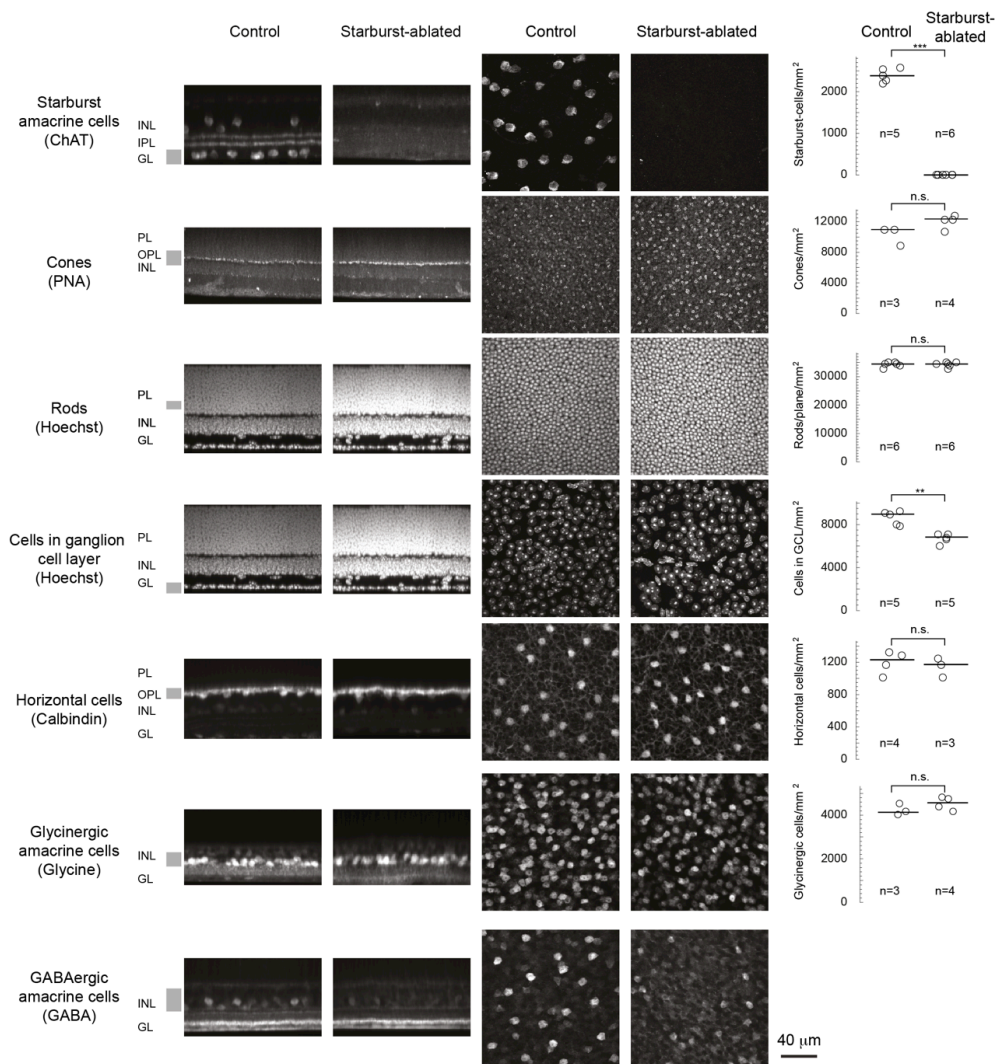 Control Starburst-ablated Control Starburst-ablated Control Starburst-
ablated
Starburst
amacrine cells
(ChAT)
INL
IPL
GL
Starburst-cells/mm²
2000
1000
0
***
n=5 n=6
Cones
(PNA)
PL
OPL
INL
Cones/mm²
12000
8000
4000
0
n.s.
n=3 n=4
Rods
(Hoechst)
PL
INL
GL
Rods/plane/mm²
30000
20000
10000
0
n.s.
n=6 n=6
Cells in ganglion
cell layer
(Hoechst)
PL
INL
GL
Cells in GCL/mm²
8000
4000
0
**
n=5 n=5
Horizontal cells
(Calbindin)
PL
OPL
INL
GL
Horizontal cells/mm²
1200
800
400
0
n.s.
n=4 n=3
Glycinergic
amacrine cells
(Glycine)
INL
GL
Glycinergic cells/mm²
4000
2000
0
n.s.
n=3 n=4
GABAergic
amacrine cells
(GABA)
INL
GL
40 μm